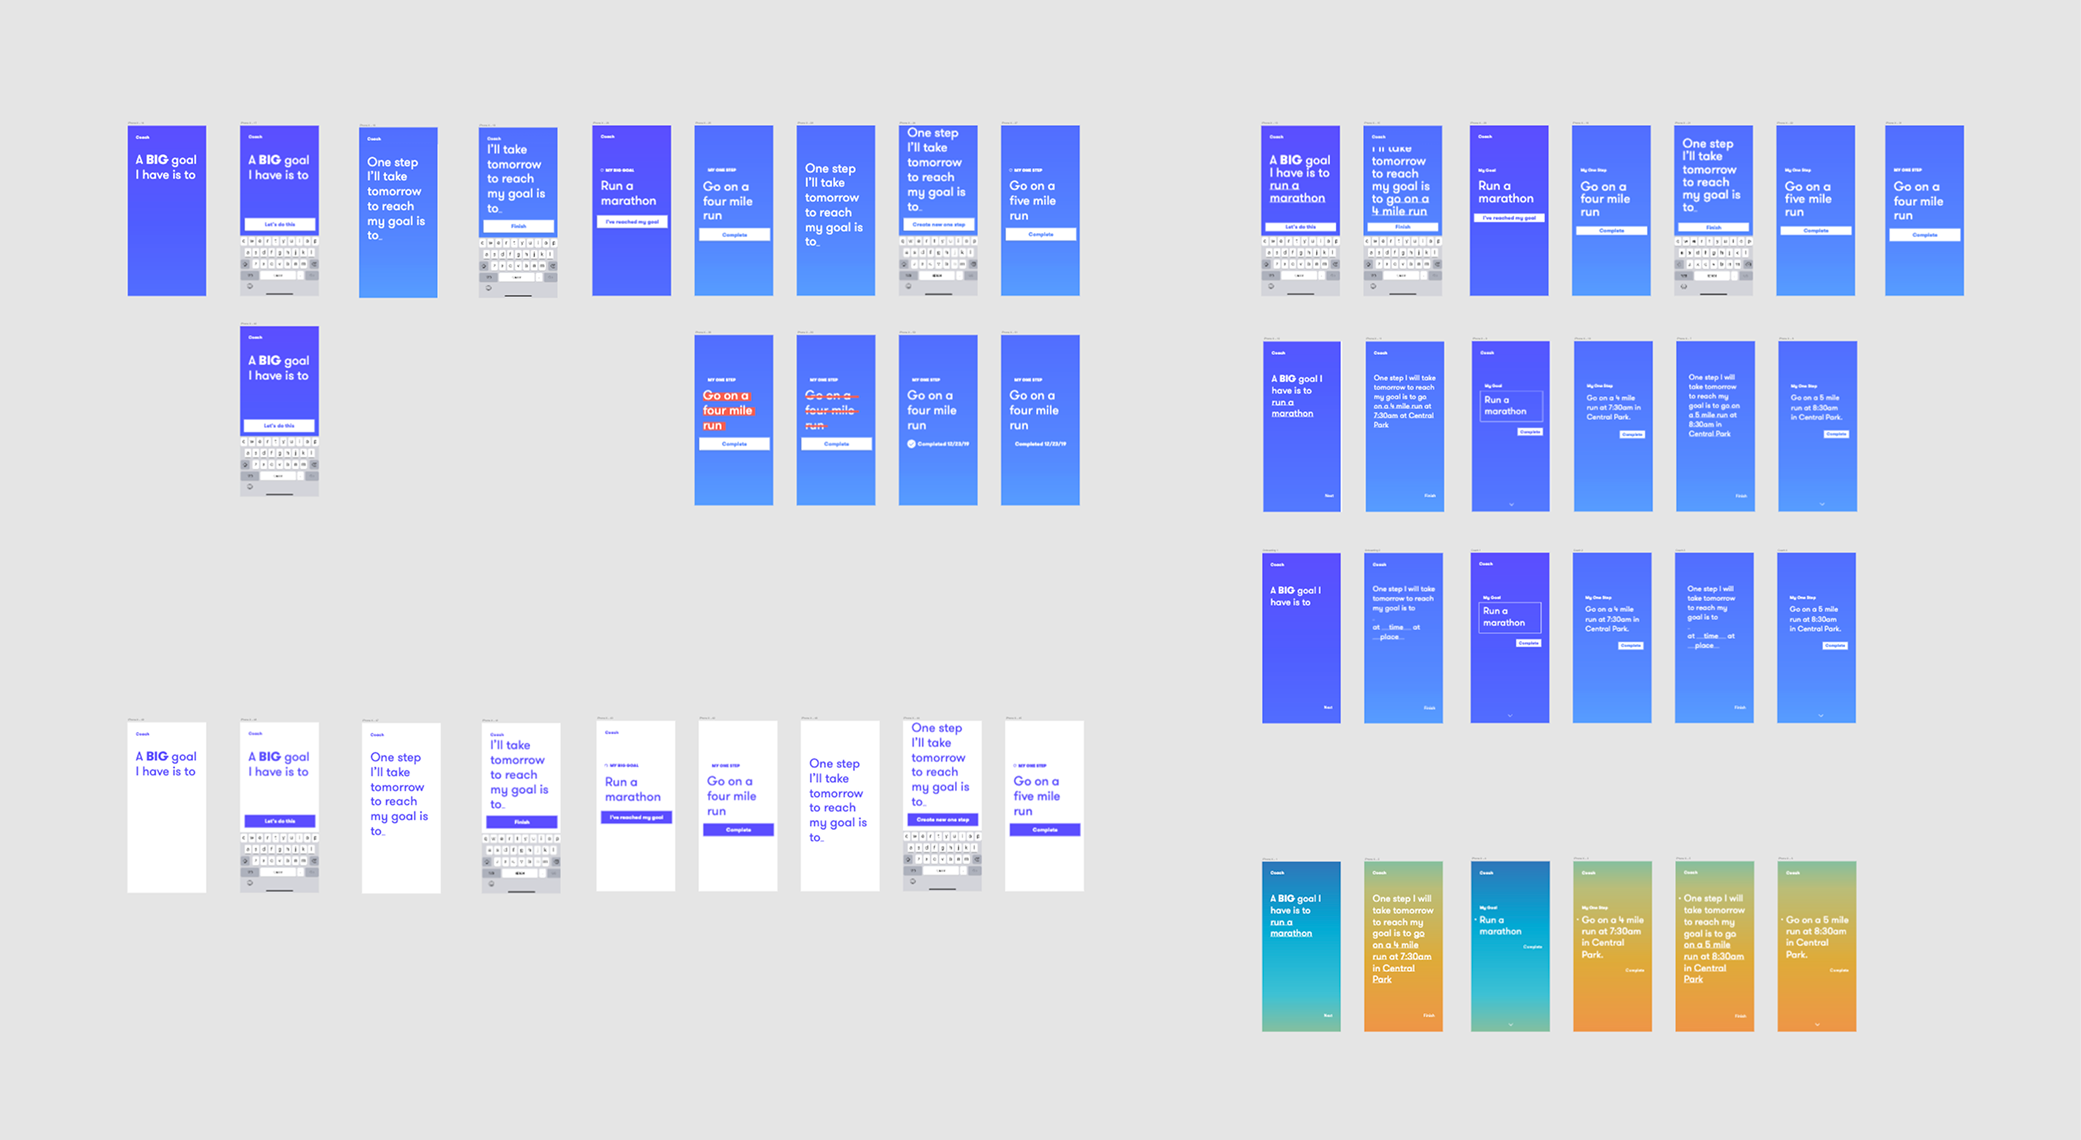 Coach
A BIG goal
I have is to
Coach
A BIG goal
I have is to
Let's do this
Coach
One step
I'll take
tomorrow
to reach
my goal is
to..
Coach
I'll take
tomorrow
to reach
my goal is
to..
Finish
Coach
MY BIG GOAL
Run a
marathon
I've reached my goal
MY ONE STEP
Go on a
four mile
run
Complete
One step
I'll take
tomorrow
to reach
my goal is
to..
One step
I'll take
tomorrow
to reach
my goal is
to..
Create new one step
MY ONE STEP
Go on a
five mile
run
Complete
Coach
A BIG goal
I have is to
Let's do this
MY ONE STEP
Go on a
four mile
run
Complete
MY ONE STEP
Go on a
four mile
run
Complete
MY ONE STEP
Go on a
four mile
run
Completed 12/23/19
MY ONE STEP
Go on a
four mile
run
Completed 12/23/19
Coach
A BIG goal
I have is to
Coach
A BIG goal
I have is to
Let's do this
Coach
One step
I'll take
tomorrow
to reach
my goal is
to..
Coach
I'll take
tomorrow
to reach
my goal is
to..
Finish
Coach
MY BIG GOAL
Run a
marathon
I've reached my goal
MY ONE STEP
Go on a
four mile
run
Complete
One step
I'll take
tomorrow
to reach
my goal is
to..
One step
I'll take
tomorrow
to reach
my goal is
to..
Create new one step
MY ONE STEP
Go on a
five mile
run
Complete
Coach
A BIG goal
I have is to
run a
marathon
Let's do this
Coach
I'll take
tomorrow
to reach
my goal is
to go on a
4 mile run
Finish
Coach
My Goal
Run a
marathon
I've reached my goal
My One Step
Go on a
four mile
run
Complete
One step
I'll take
tomorrow
to reach
my goal is
to..
Finish
My One Step
Go on a
five mile
run
Complete
MY ONE STEP
Go on a
four mile
run
Complete
Coach
A BIG goal I
have is to
run a
marathon
Next
Coach
One step I will take
tomorrow to reach
my goal is to go
on a 4 mile run at
7:30am at Central
Park
Finish
Coach
My Goal
Run a
marathon
Complete
My One Step
Go on a 4 mile
run at 7:30am in
Central Park.
Complete
One step I will
take tomorrow
to reach my
goal is to go on
a 5 mile run at
8:30am in
Central Park
Finish
My One Step
Go on a 5 mile
run at 8:30am
in Central Park.
Complete
Coach
A BIG goal I
have is to
Next
Coach
One step I will take
tomorrow to reach
my goal is to
at ...time... at
...place...
Finish
Coach
My Goal
Run a
marathon
Complete
My One Step
Go on a 4 mile
run at 7:30am in
Central Park.
Complete
One step I will
take tomorrow
to reach my
goal is to
at ...time... at
...place...
Finish
My One Step
Go on a 5 mile
run at 8:30am
in Central Park.
Complete
Coach
A BIG goal I
have is to
run a
marathon
Next
Coach
One step I will
take tomorrow
to reach my
goal is to go
on a 4 mile
run at 7:30am
in Central
Park
Finish
Coach
My Goal
Run a
marathon
Complete
Coach
My One Step
Go on a 4 mile
run at 7:30am
in Central
Park.
Complete
Coach
One step I will
take tomorrow
to reach my
goal is to go
on a 5 mile
run at 8:30am
in Central
Park
Finish
Coach
Go on a 5 mile
run at 8:30am
in Central
Park.
Complete